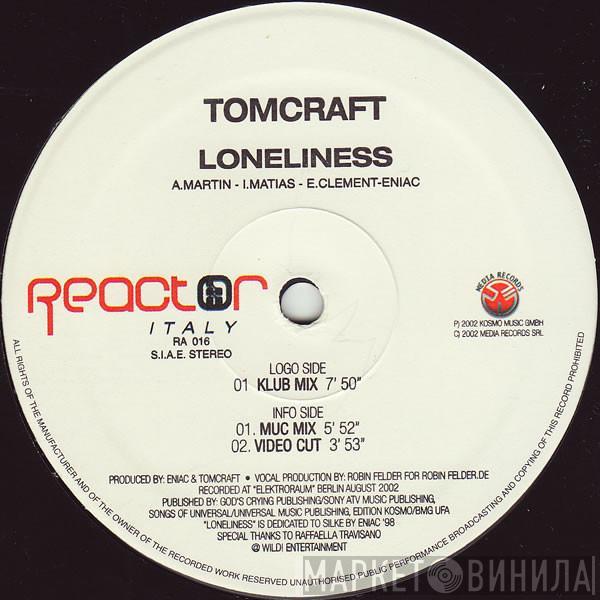 TOMCRAFT
LONELINESS
A.MARTIN - I.MATIAS - E.CLEMENT-ENIAC
Reactor
ITALY
RA 016
S.I.A.E. STEREO
MEDIA RECORDS
P) 2002 KOSMO MUSIC GMBH
C) 2002 MEDIA RECORDS SRL
LOGO SIDE
01 KLUB MIX 7' 50"
INFO SIDE
01. MUC MIX 5' 52"
02. VIDEO CUT 3' 53"
PRODUCED BY: ENIAC & TOMCRAFT • VOCAL PRODUCTION BY: ROBIN FELDER FOR ROBIN FELDER.DE
RECORDED AT "ELEKTRORAUM" BERLIN AUGUST 2002
PUBLISHED BY: GOD'S CRYING PUBLISHING/SONY ATV MUSIC PUBLISHING,
SONGS OF UNIVERSAL/UNIVERSAL MUSIC PUBLISHING, EDITION KOSMO/BMG UFA
"LONELINESS" IS DEDICATED TO SILKE BY ENIAC '98
SPECIAL THANKS TO RAFFAELLA TRAVISANO
@ WILD! ENTERTAINMENT
ALL RIGHTS OF THE MANUFACTURER AND OF THE OWNER OF THE RECORDED WORK RESERVED UNAUTHORISED PUBLIC PERFORMANCE BROADCASTING AND COPYING OF THIS RECORD PROHIBITED
МАРКЕТ ВИНИЛА